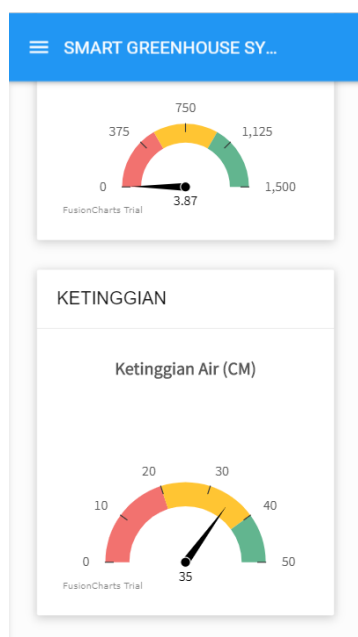 SMART GREENHOUSE SY...
750
375 1,125
0 1,500
3.87
FusionCharts Trial
KETINGGIAN
Ketinggian Air (CM)
20 30
10 40
0 50
35
FusionCharts Trial